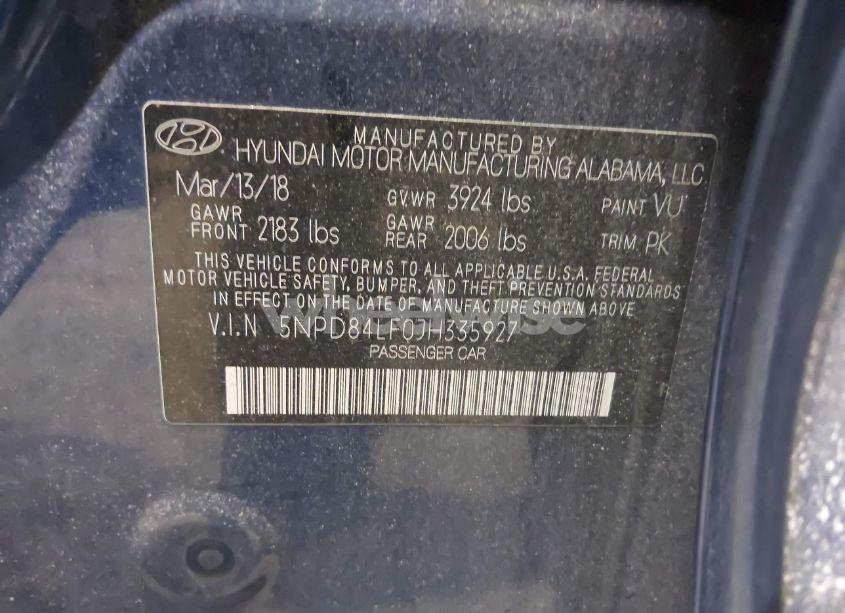 MANUFACTURED BY
HYUNDAI MOTOR MANUFACTURING ALABAMA, LLC
Mar/13/18 GVWR 3924 lbs PAINT VU
GAWR FRONT 2183 lbs GAWR REAR 2006 lbs TRIM PK
THIS VEHICLE CONFORMS TO ALL APPLICABLE U.S.A. FEDERAL
MOTOR VEHICLE SAFETY, BUMPER, AND THEFT PREVENTION STANDARDS
IN EFFECT ON THE DATE OF MANUFACTURE SHOWN ABOVE
V.I.N 5NPD84LF0JH335927
PASSENGER CAR